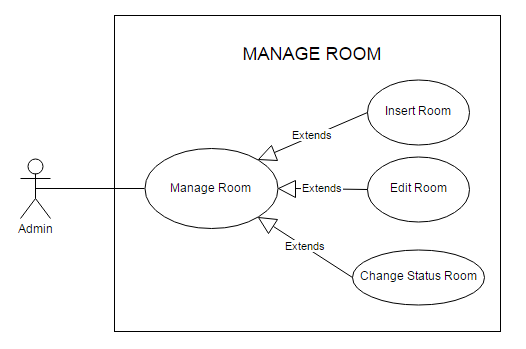 MANAGE ROOM
Insert Room
Extends
Manage Room
Extends
Edit Room
Admin
Extends
Change Status Room